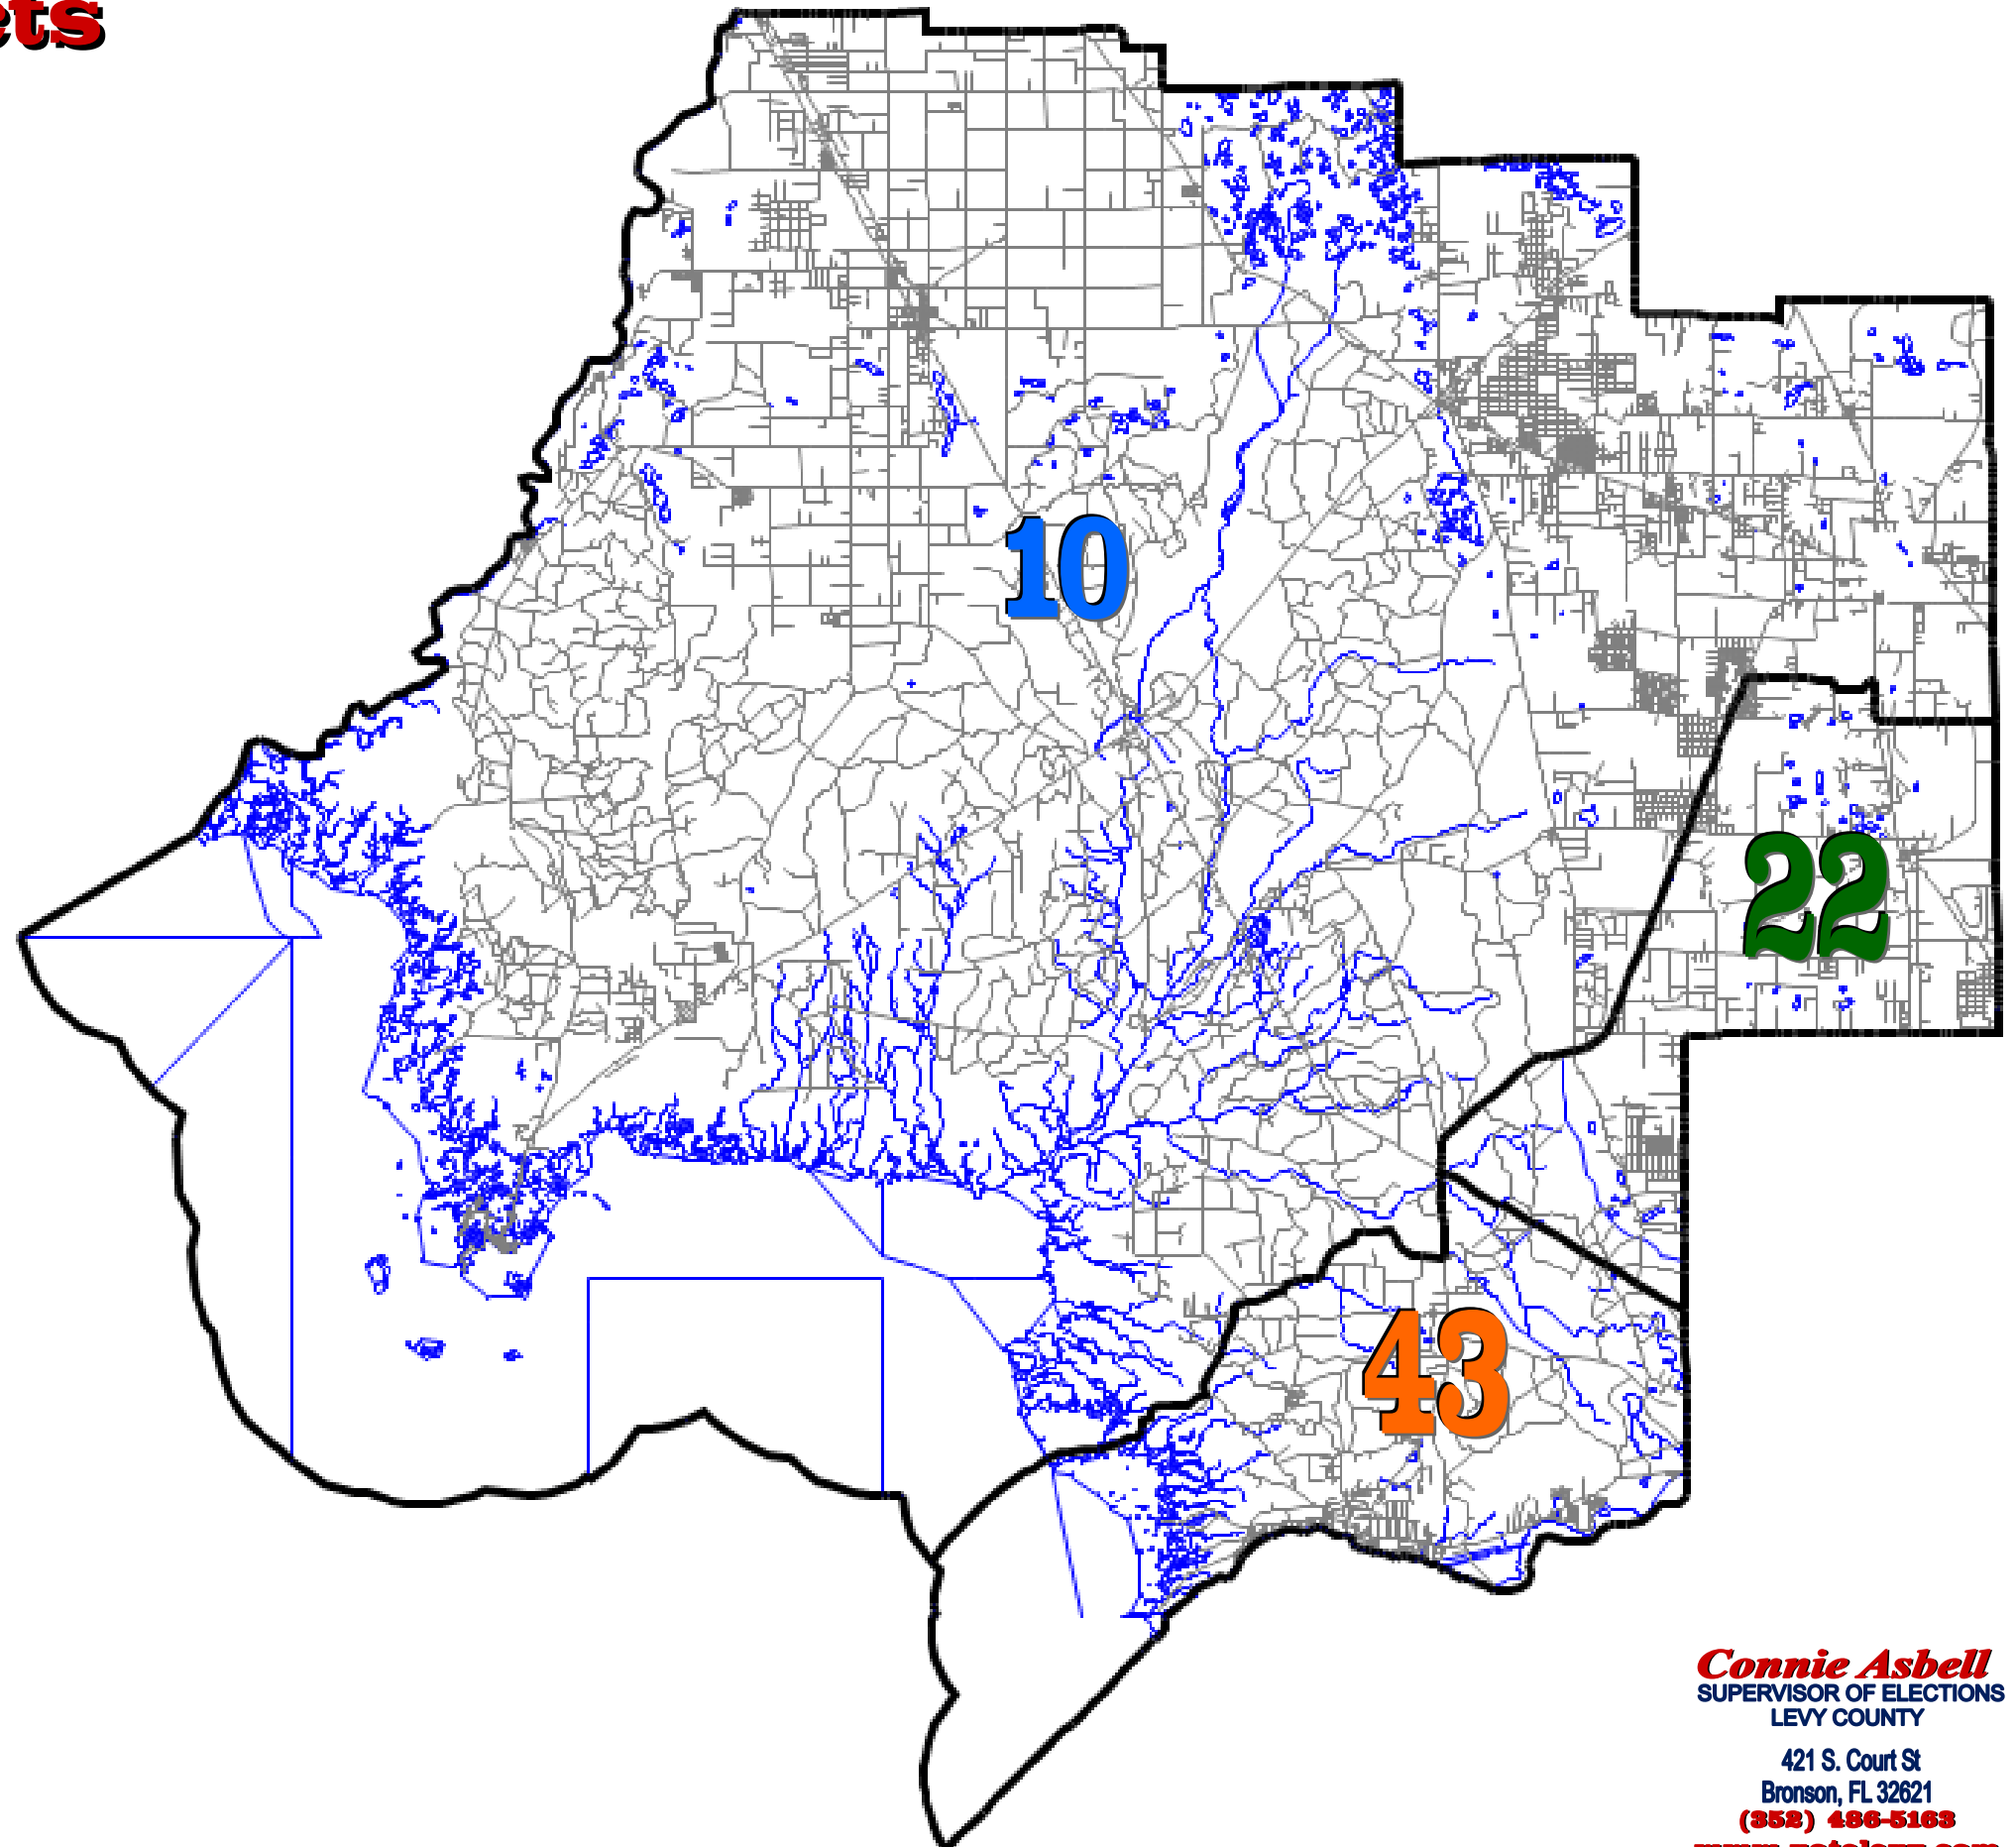 10
22
43
Connie Asbell
SUPERVISOR OF ELECTIONS
LEVY COUNTY
421 S. Court St
Bronson, FL 32621
(352) 486-5163